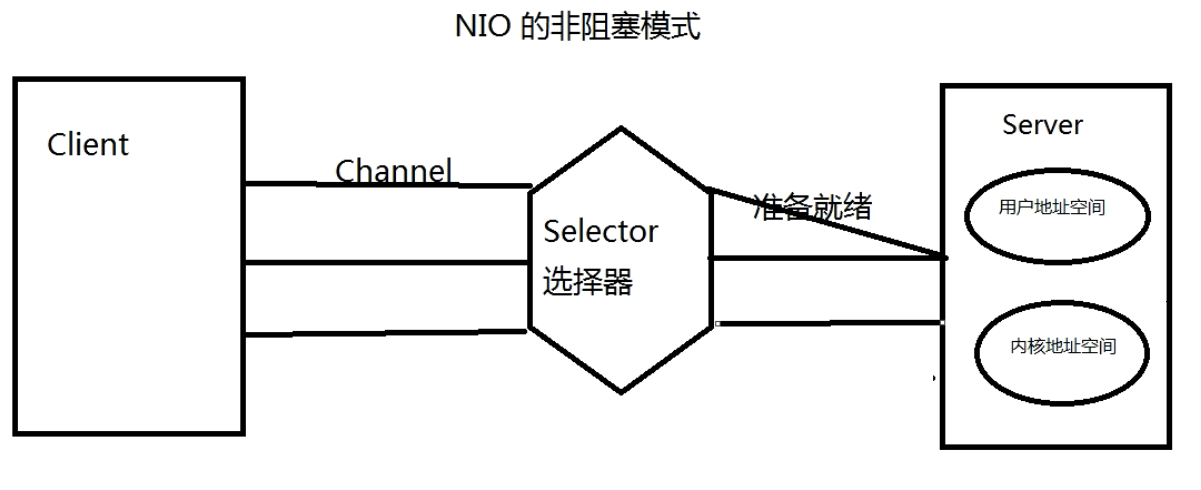 NIO 的非阻塞模式
Client
Channel
Selector
选择器
准备就绪
Server
用户地址空间
内核地址空间